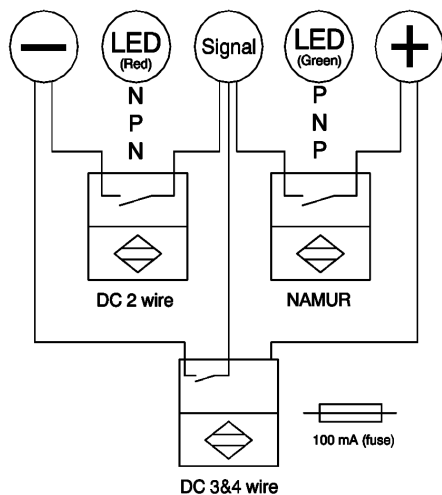 − LED Signal LED +
(Red) (Green)
N P
P N
N P
DC 2 wire NAMUR
100 mA (fuse)
DC 3&4 wire